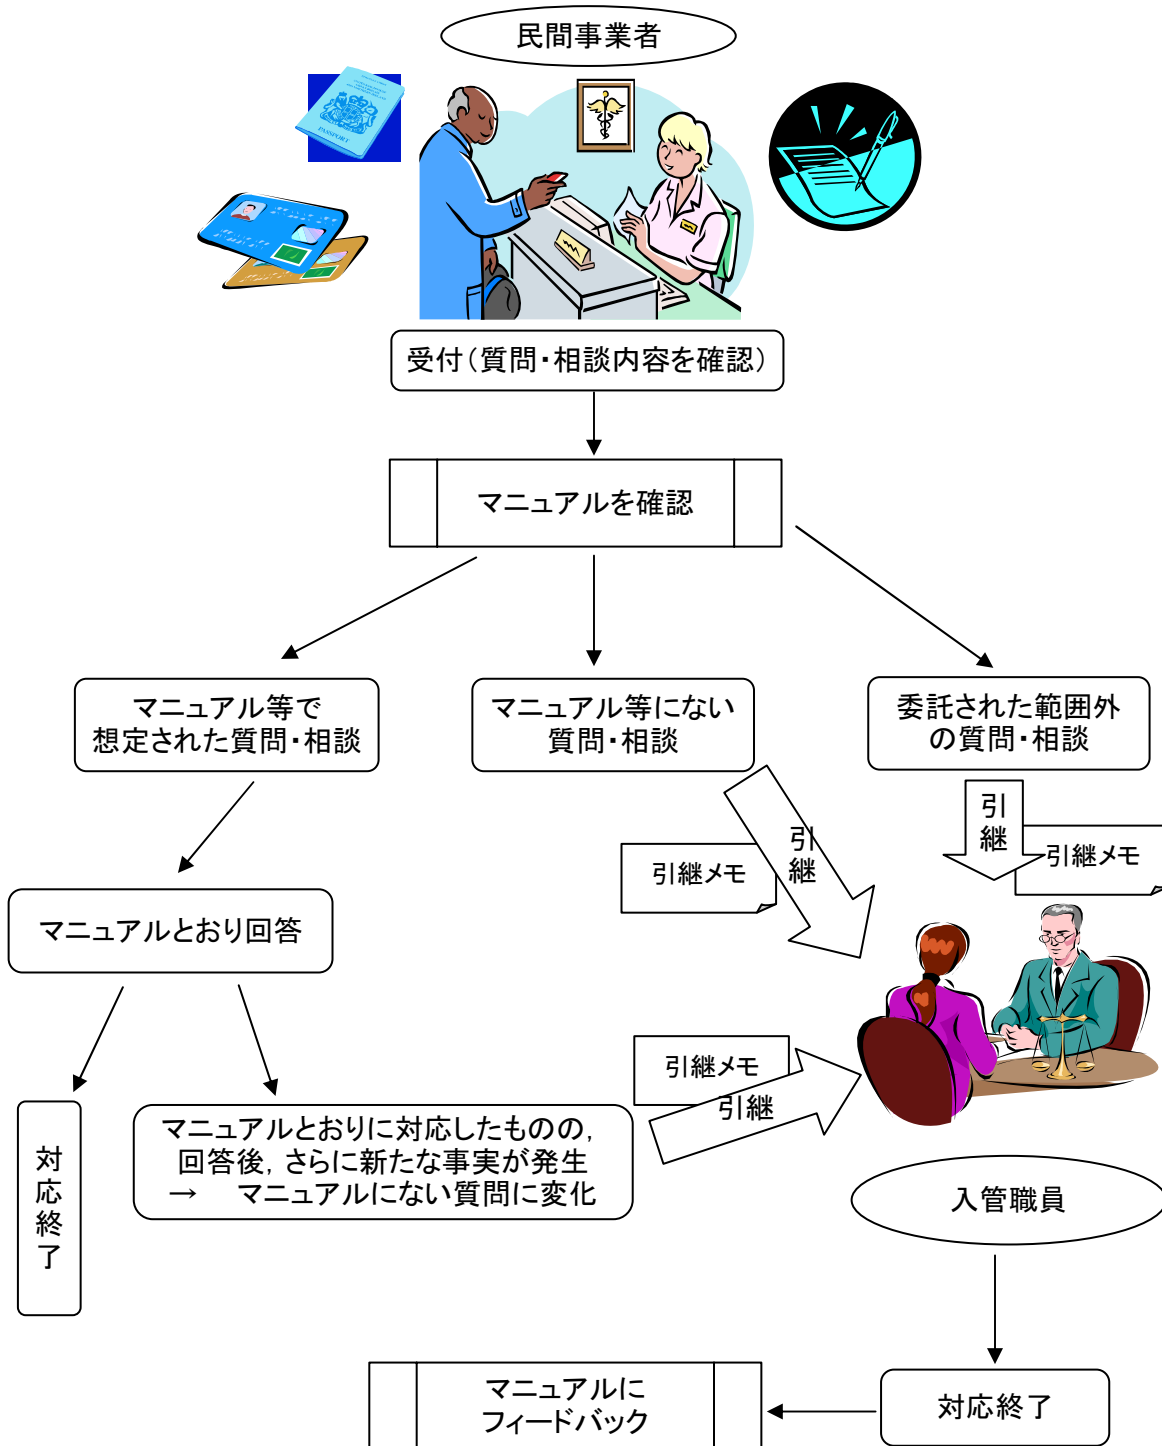 民間事業者
PASSPORT
受付（質問・相談内容を確認）
マニュアルを確認
マニュアル等で
想定された質問・相談
マニュアル等にない
質問・相談
委託された範囲外
の質問・相談
引継
引継メモ
引継
引継メモ
マニュアルとおり回答
引継メモ
引継
対応終了
マニュアルとおりに対応したものの，
回答後，さらに新たな事実が発生
→　マニュアルにない質問に変化
入管職員
対応終了
マニュアルに
フィードバック